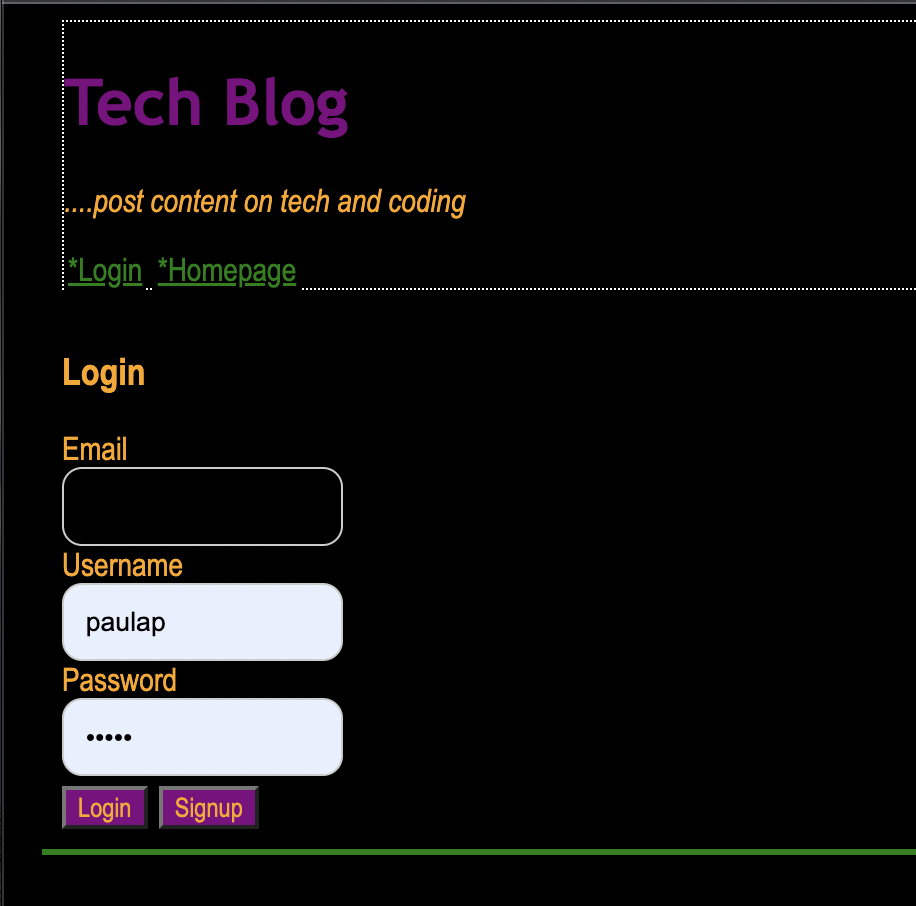 Tech Blog
....post content on tech and coding
*Login *Homepage
Login
Email
Username
paulap
Password
•••••
Login Signup